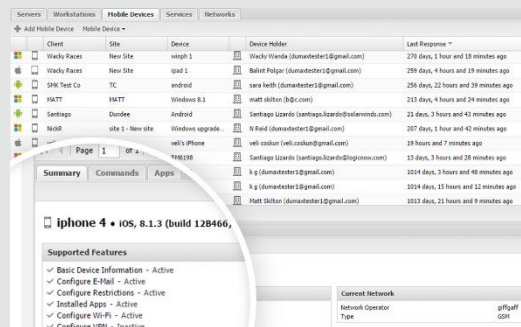 Servers Workstations Mobile Devices Services Networks
Add Mobile Device Mobile Device
Client Site Device Device Holder Last Response
Wacky Races New Site winph 1 Wacky Wanda (dumaxtester1@gmail.com) 270 days, 1 hour and 18 minutes ago
Wacky Races New Site ipad 1 Balint Polgar (dumaxtester1@gmail.com) 259 days, 4 hours and 19 minutes ago
SMK Test Co TC android sara keith (dumaxtester1@gmail.com) 256 days, 22 hours and 39 minutes ago
MATT MATT Windows 8.1 matt skilton (b@c.com) 213 days, 4 hours and 24 minutes ago
Santiago Dundee Android Santiago Lizardo (santiago.lizardo@solarwinds.com) 21 days, 3 hours and 43 minutes ago
NickR site 1 - New site Windows upgrade... N Reid (dumaxtester1@gmail.com) 207 days, 1 hour and 42 minutes ago
veli's iPhone veli coskun (veli.coskun@gmail.com) 19 hours and 7 minutes ago
Page 1 of 1 Santiago Lizardo (santiago.lizardo@logicnow.com) 13 days, 3 hours and 28 minutes ago
k g (dumaxtester1@gmail.com) 1014 days, 3 hours and 48 minutes ago
k g (dumaxtester1@gmail.com) 1014 days, 15 hours and 12 minutes ago
Matt Skilton (dumaxtester1@gmail.com) 1013 days, 21 hours and 9 minutes ago
Summary Commands Apps
iphone 4 • iOS, 8.1.3 (build 12B466,
Supported Features
Basic Device Information - Active
Configure E-Mail - Active
Configure Restrictions - Active
Installed Apps - Active
Configure Wi-Fi - Active
Configure VPN - Inactive
Current Network
Network Operator giffgaff
Type GSM